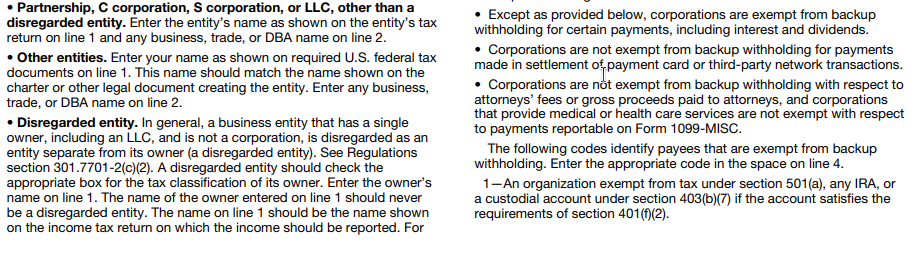 • Partnership, C corporation, S corporation, or LLC, other than a
disregarded entity. Enter the entity's name as shown on the entity's tax
return on line 1 and any business, trade, or DBA name on line 2.
• Other entities. Enter your name as shown on required U.S. federal tax
documents on line 1. This name should match the name shown on the
charter or other legal document creating the entity. Enter any business,
trade, or DBA name on line 2.
• Disregarded entity. In general, a business entity that has a single
owner, including an LLC, and is not a corporation, is disregarded as an
entity separate from its owner (a disregarded entity). See Regulations
section 301.7701-2(c)(2). A disregarded entity should check the
appropriate box for the tax classification of its owner. Enter the owner's
name on line 1. The name of the owner entered on line 1 should never
be a disregarded entity. The name on line 1 should be the name shown
on the income tax return on which the income should be reported. For
• Except as provided below, corporations are exempt from backup
withholding for certain payments, including interest and dividends.
• Corporations are not exempt from backup withholding for payments
made in settlement of payment card or third-party network transactions.
• Corporations are not exempt from backup withholding with respect to
attorneys' fees or gross proceeds paid to attorneys, and corporations
that provide medical or health care services are not exempt with respect
to payments reportable on Form 1099-MISC.
The following codes identify payees that are exempt from backup
withholding. Enter the appropriate code in the space on line 4.
1—An organization exempt from tax under section 501(a), any IRA, or
a custodial account under section 403(b)(7) if the account satisfies the
requirements of section 401(f)(2).